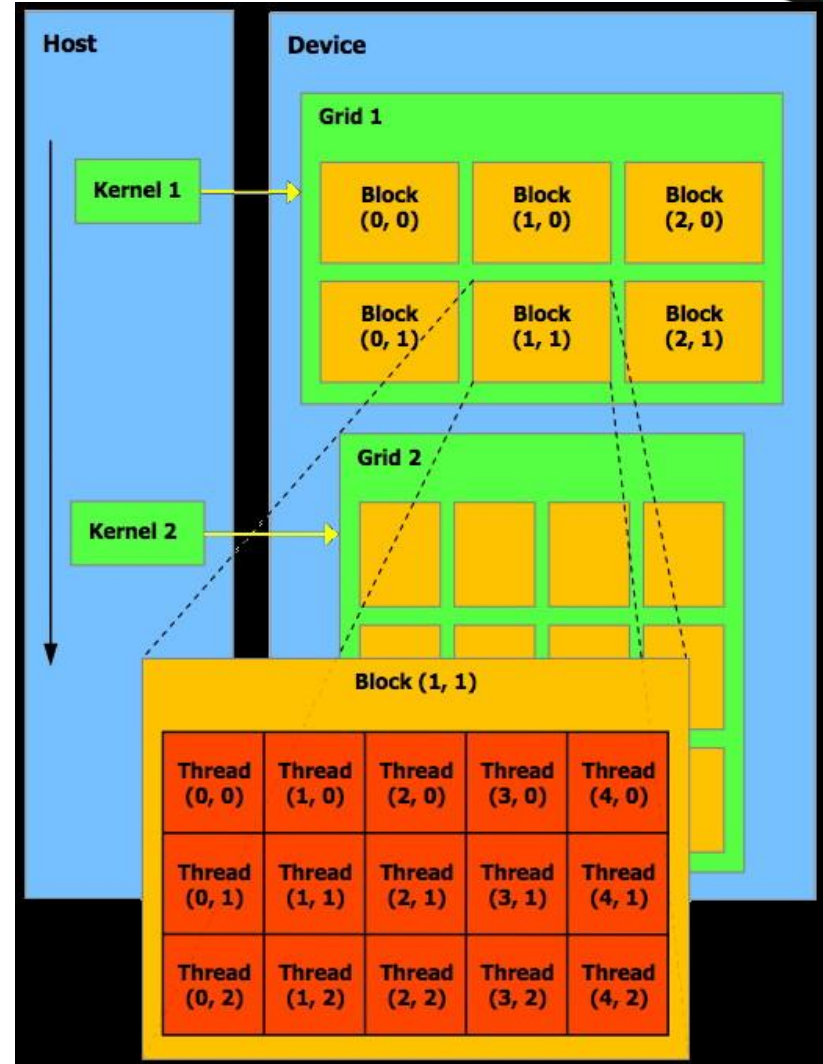 Host
Device
Grid 1
Kernel 1
Block
(0, 0)
Block
(1, 0)
Block
(2, 0)
Block
(0, 1)
Block
(1, 1)
Block
(2, 1)
Grid 2
Kernel 2
Block (1, 1)
Thread
(0, 0)
Thread
(1, 0)
Thread
(2, 0)
Thread
(3, 0)
Thread
(4, 0)
Thread
(0, 1)
Thread
(1, 1)
Thread
(2, 1)
Thread
(3, 1)
Thread
(4, 1)
Thread
(0, 2)
Thread
(1, 2)
Thread
(2, 2)
Thread
(3, 2)
Thread
(4, 2)